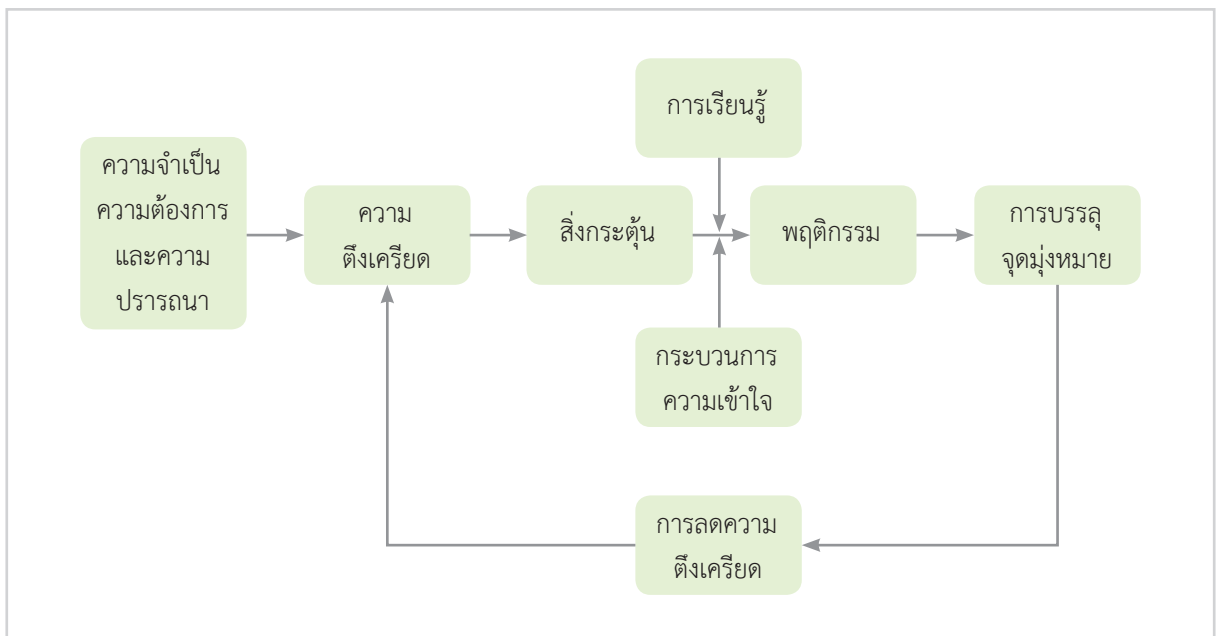 การเรียนรู้
ความจำเป็น
ความต้องการ
และความ
ปรารถนา
ความ
ตึงเครียด
สิ่งกระตุ้น
พฤติกรรม
การบรรลุ
จุดมุ่งหมาย
กระบวนการ
ความเข้าใจ
การลดความ
ตึงเครียด